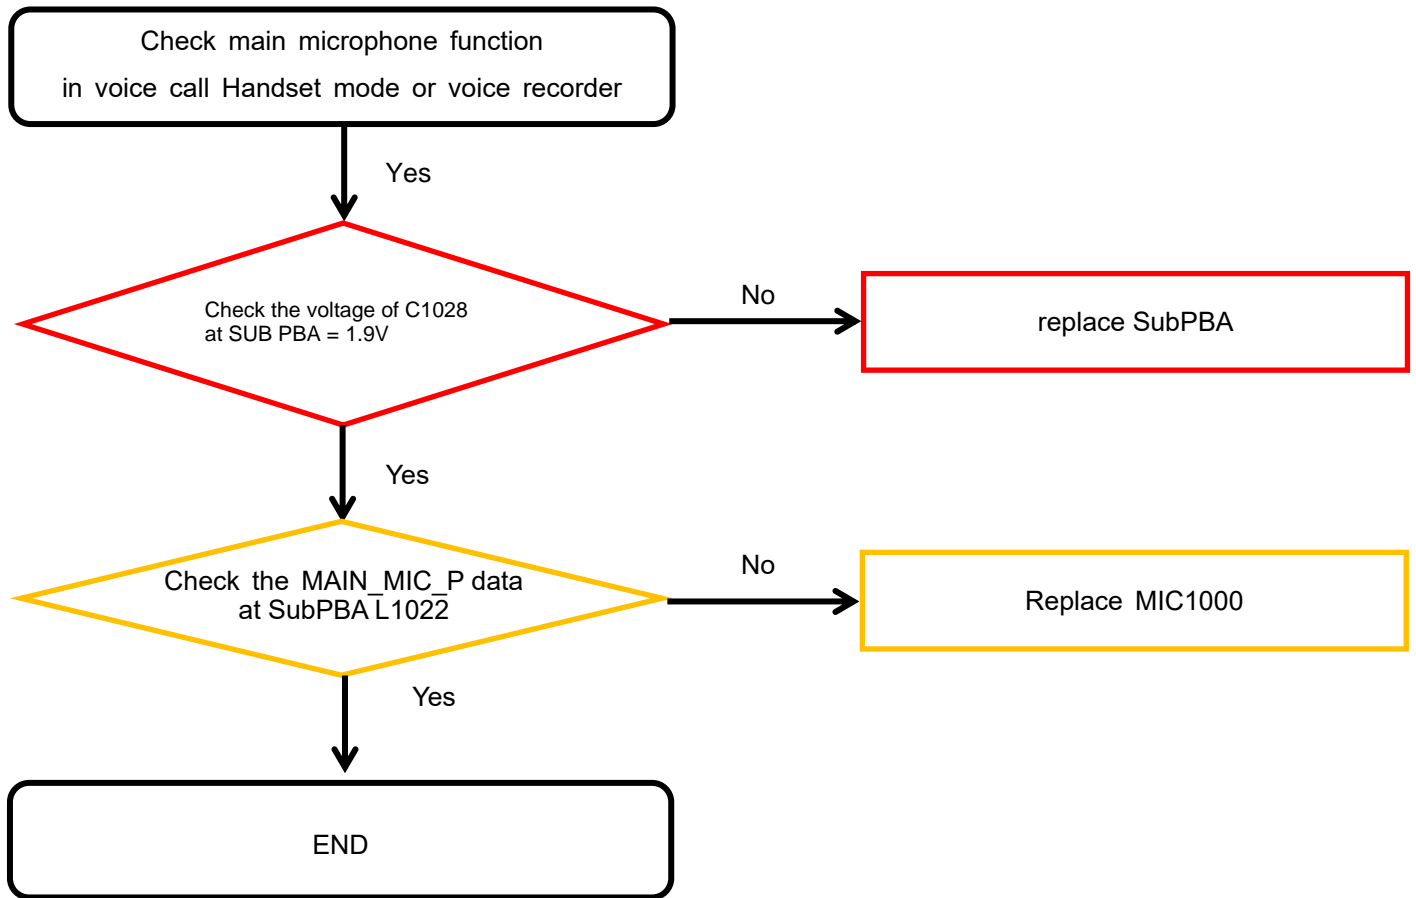 Check main microphone function
in voice call Handset mode or voice recorder
Yes
Check the voltage of C1028
at SUB PBA = 1.9V
No
replace SubPBA
Yes
Check the MAIN_MIC_P data
at SubPBA L1022
No
Replace MIC1000
Yes
END